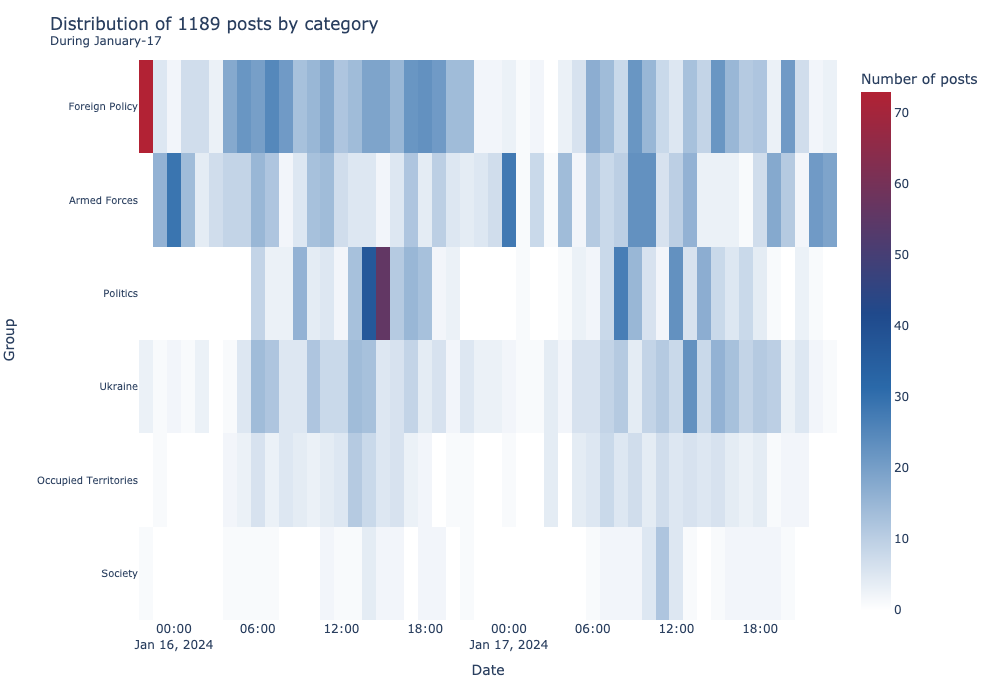 Distribution of 1189 posts by category
During January-17
Number of posts
Foreign Policy
Armed Forces
Politics
Ukraine
Occupied Territories
Society
Group
70
60
50
40
30
20
10
0
00:00 06:00 12:00 18:00 00:00 06:00 12:00 18:00
Jan 16, 2024 Jan 17, 2024
Date